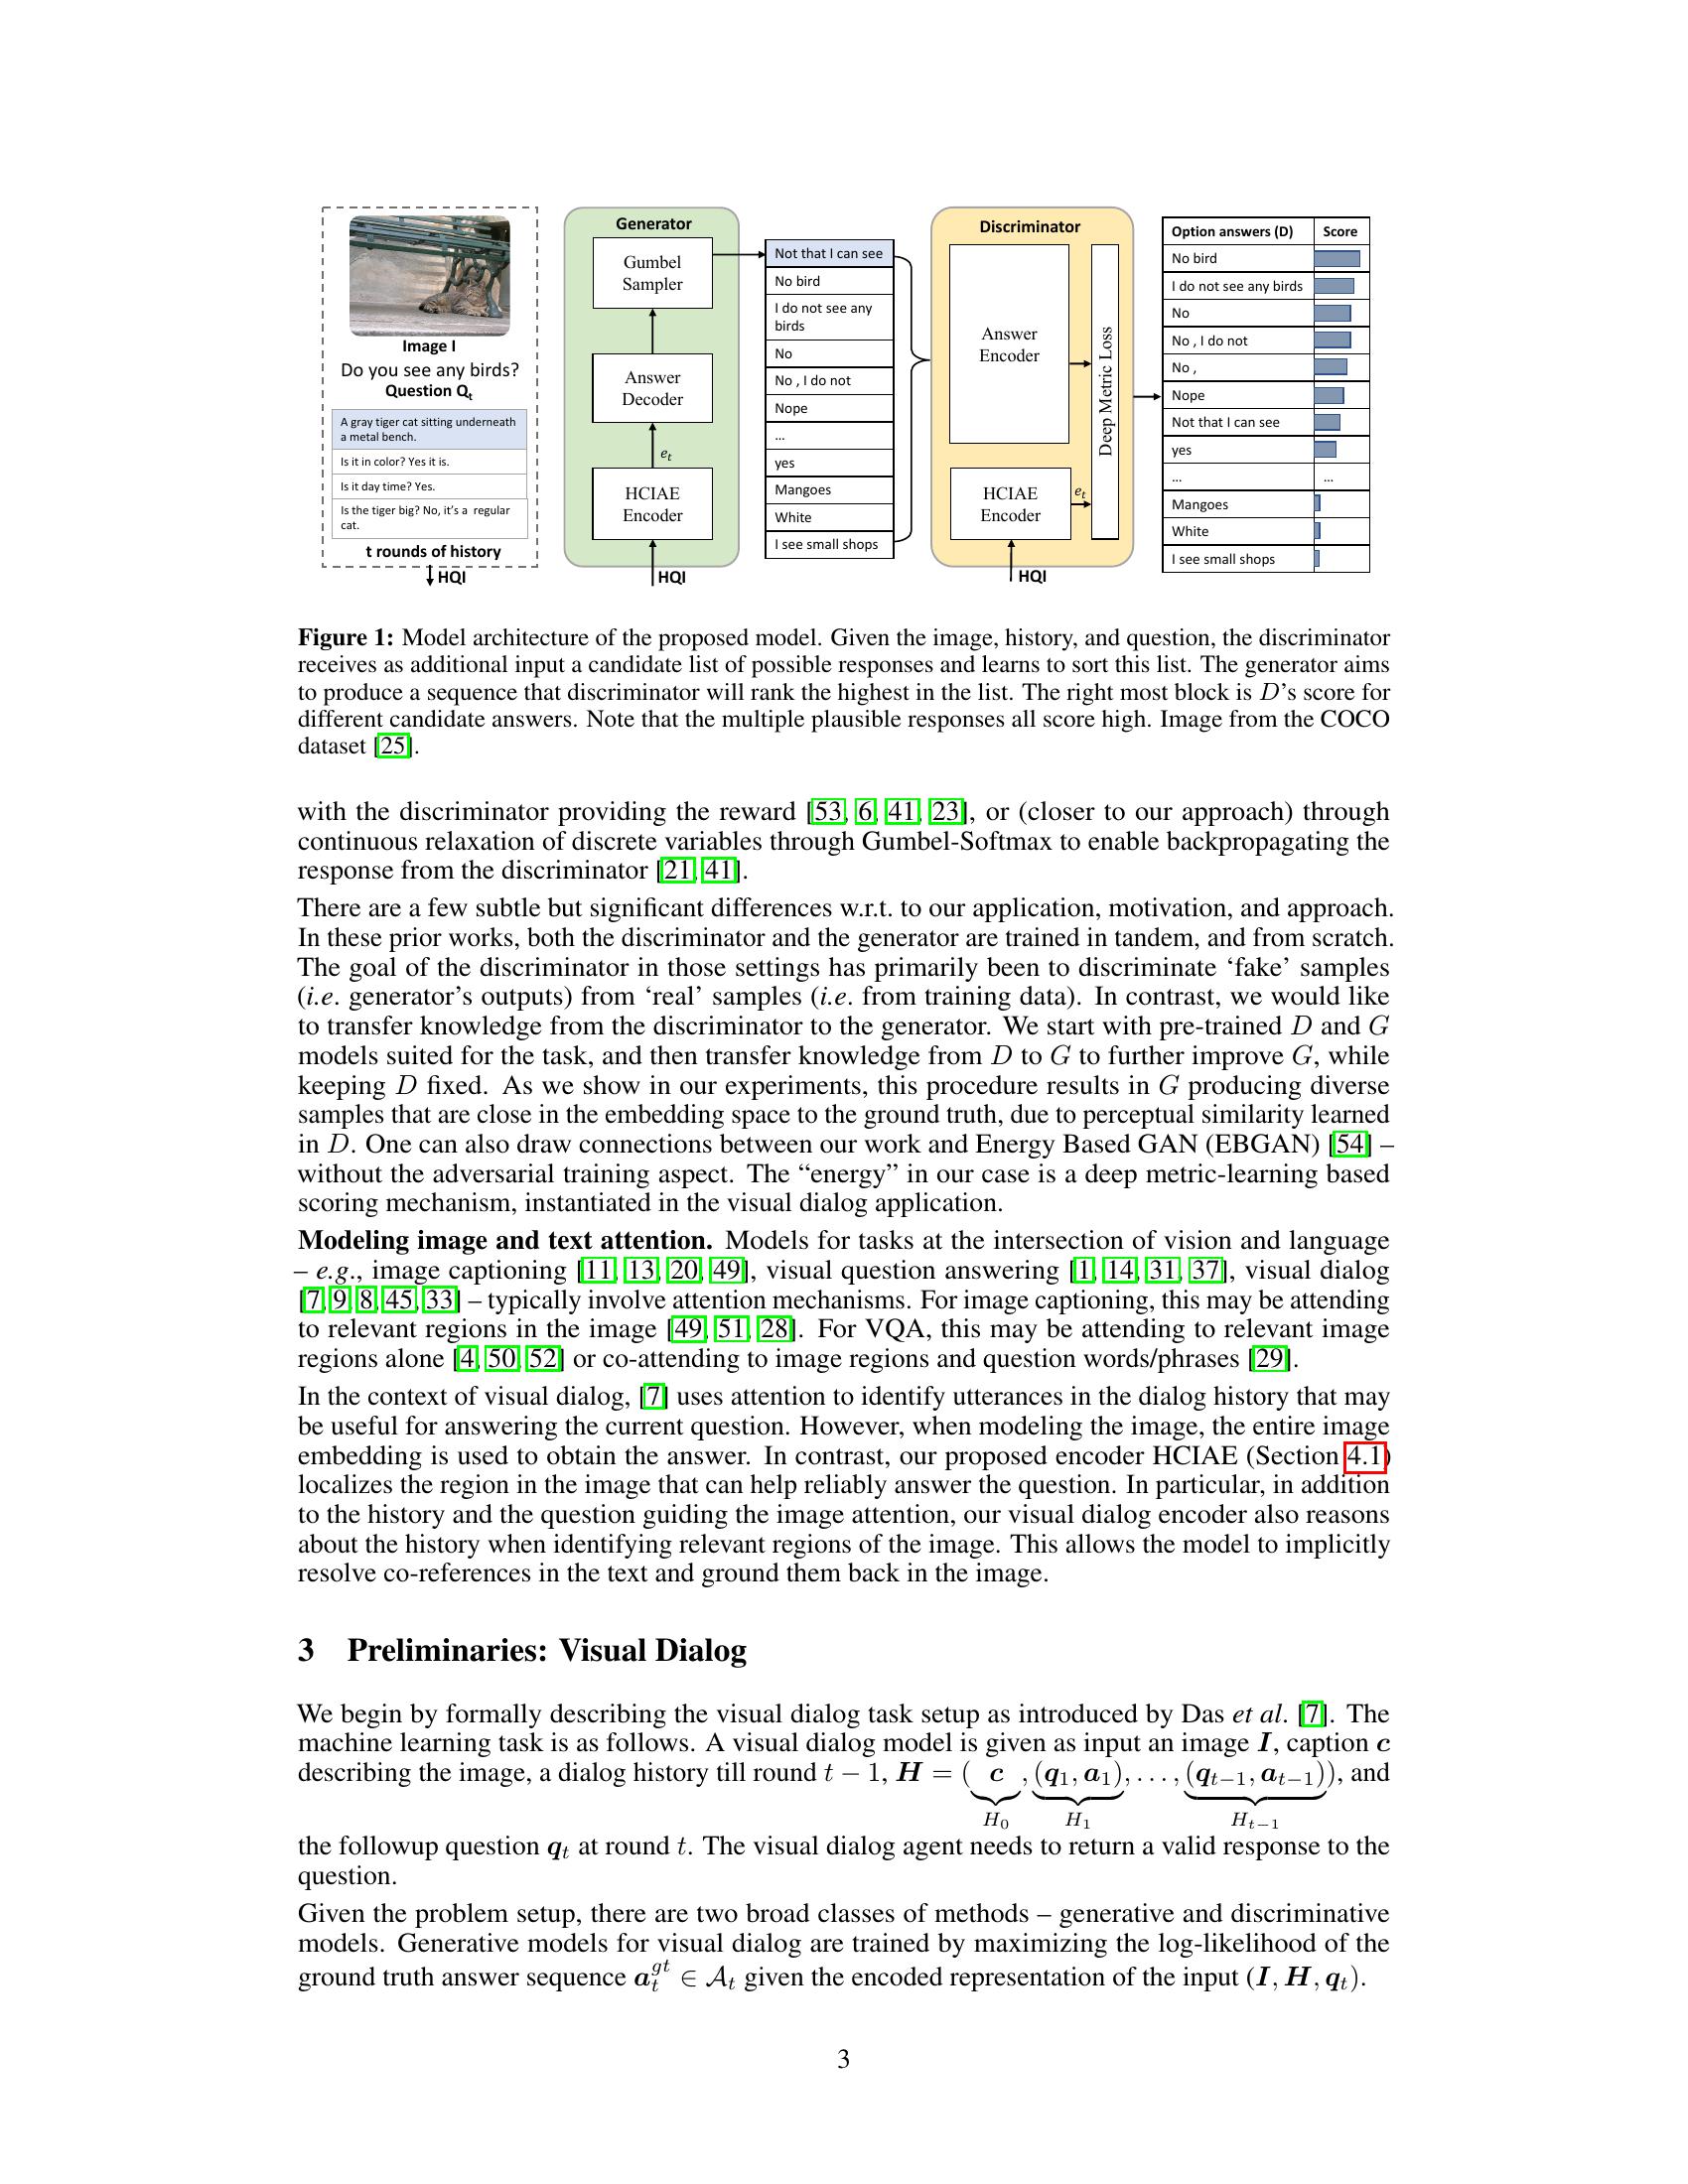 Image I
Do you see any birds?
Question Qt
A gray tiger cat sitting underneath
a metal bench.
Is it in color? Yes it is.
Is it day time? Yes.
Is the tiger big? No, it's a regular
cat.
t rounds of history
HQI
Generator
Gumbel
Sampler
Answer
Decoder
et
HCIAE
Encoder
HQI
Not that I can see
No bird
I do not see any
birds
No
No , I do not
Nope
...
yes
Mangoes
White
I see small shops
Discriminator
Answer
Encoder
HCIAE
Encoder
et
Deep Metric Loss
HQI
Option answers (D) Score
No bird
I do not see any birds
No
No , I do not
No ,
Nope
Not that I can see
yes
... ...
Mangoes
White
I see small shops
Figure 1: Model architecture of the proposed model. Given the image, history, and question, the discriminator
receives as additional input a candidate list of possible responses and learns to sort this list. The generator aims
to produce a sequence that discriminator will rank the highest in the list. The right most block is D's score for
different candidate answers. Note that the multiple plausible responses all score high. Image from the COCO
dataset [25].
with the discriminator providing the reward [53, 6, 41, 23], or (closer to our approach) through
continuous relaxation of discrete variables through Gumbel-Softmax to enable backpropagating the
response from the discriminator [21, 41].
There are a few subtle but significant differences w.r.t. to our application, motivation, and approach.
In these prior works, both the discriminator and the generator are trained in tandem, and from scratch.
The goal of the discriminator in those settings has primarily been to discriminate ‘fake’ samples
(i.e. generator's outputs) from ‘real’ samples (i.e. from training data). In contrast, we would like
to transfer knowledge from the discriminator to the generator. We start with pre-trained D and G
models suited for the task, and then transfer knowledge from D to G to further improve G, while
keeping D fixed. As we show in our experiments, this procedure results in G producing diverse
samples that are close in the embedding space to the ground truth, due to perceptual similarity learned
in D. One can also draw connections between our work and Energy Based GAN (EBGAN) [54] –
without the adversarial training aspect. The “energy” in our case is a deep metric-learning based
scoring mechanism, instantiated in the visual dialog application.
Modeling image and text attention. Models for tasks at the intersection of vision and language
– e.g., image captioning [11, 13, 20, 49], visual question answering [1, 14, 31, 37], visual dialog
[7, 9, 8, 45, 33] – typically involve attention mechanisms. For image captioning, this may be attending
to relevant regions in the image [49, 51, 28]. For VQA, this may be attending to relevant image
regions alone [4, 50, 52] or co-attending to image regions and question words/phrases [29].
In the context of visual dialog, [7] uses attention to identify utterances in the dialog history that may
be useful for answering the current question. However, when modeling the image, the entire image
embedding is used to obtain the answer. In contrast, our proposed encoder HCIAE (Section 4.1)
localizes the region in the image that can help reliably answer the question. In particular, in addition
to the history and the question guiding the image attention, our visual dialog encoder also reasons
about the history when identifying relevant regions of the image. This allows the model to implicitly
resolve co-references in the text and ground them back in the image.
3 Preliminaries: Visual Dialog
We begin by formally describing the visual dialog task setup as introduced by Das et al. [7]. The
machine learning task is as follows. A visual dialog model is given as input an image I, caption c
describing the image, a dialog history till round t − 1, H = ( c , (q1, a1), . . . , (qt−1, at−1)), and
H0 H1 Ht−1
the followup question qt at round t. The visual dialog agent needs to return a valid response to the
question.
Given the problem setup, there are two broad classes of methods – generative and discriminative
models. Generative models for visual dialog are trained by maximizing the log-likelihood of the
ground truth answer sequence a_t^gt ∈ At given the encoded representation of the input (I, H, qt).
3